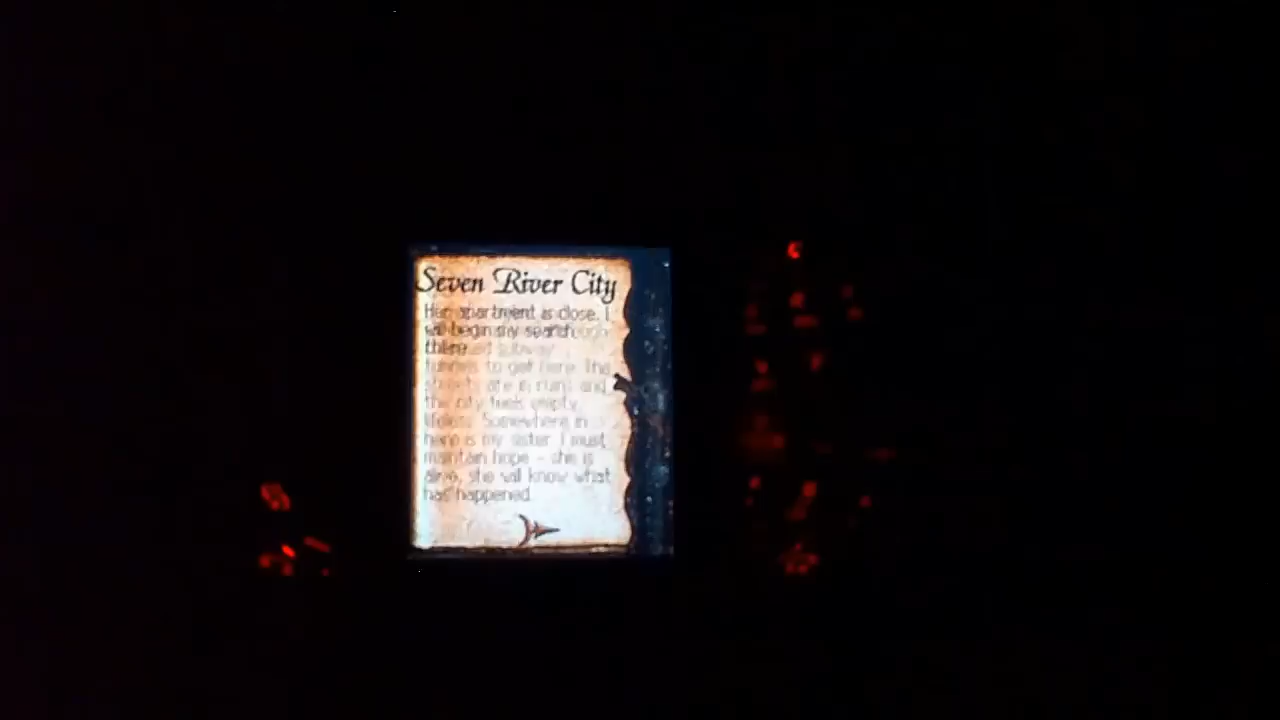 Seven River City
Her apartment is close. I
will begin my search
there
tunnels to get here. The
streets are in ruins and
the city feels empty,
lifeless. Somewhere in
here is my sister. I must
maintain hope - she is
alive, she will know what
has happened.